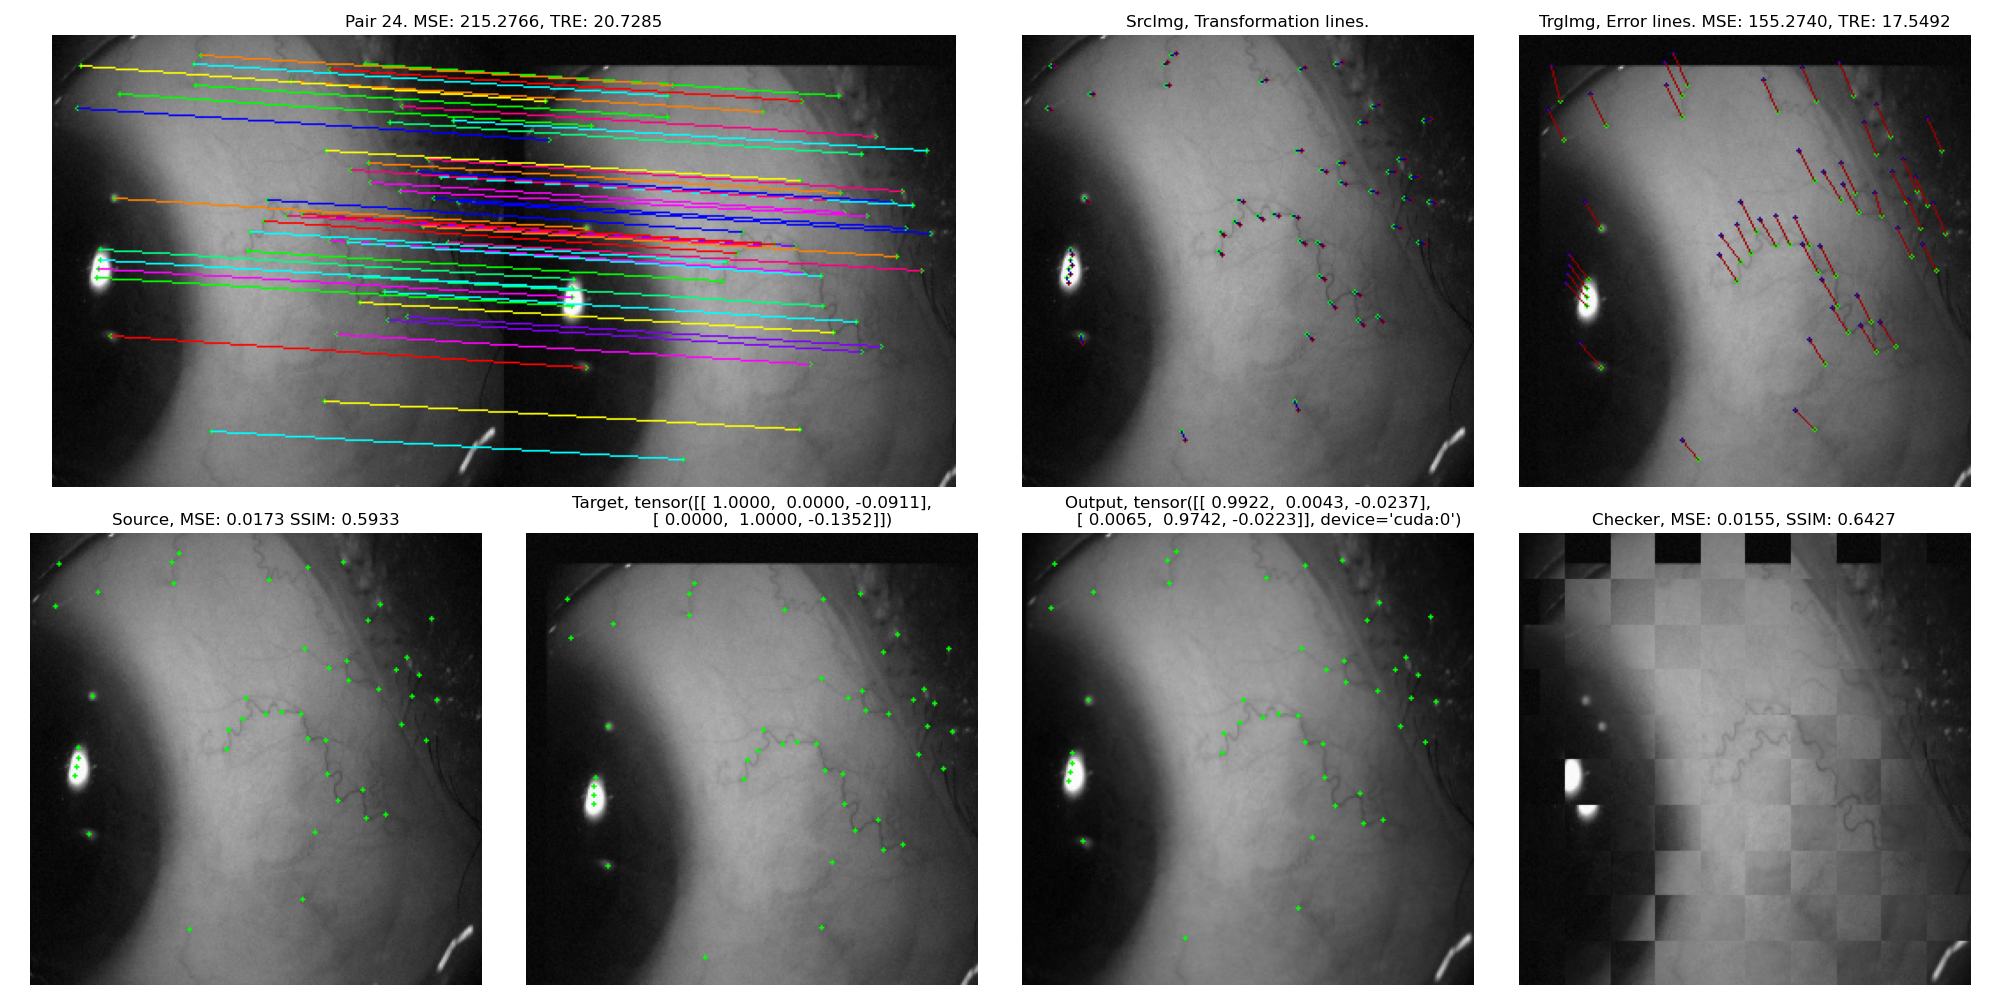 Pair 24. MSE: 215.2766, TRE: 20.7285
SrcImg, Transformation lines.
TrgImg, Error lines. MSE: 155.2740, TRE: 17.5492
Source, MSE: 0.0173 SSIM: 0.5933
Target, tensor([[ 1.0000,  0.0000, -0.0911],
[ 0.0000,  1.0000, -0.1352]])
Output, tensor([[ 0.9922,  0.0043, -0.0237],
[ 0.0065,  0.9742, -0.0223]], device='cuda:0')
Checker, MSE: 0.0155, SSIM: 0.6427